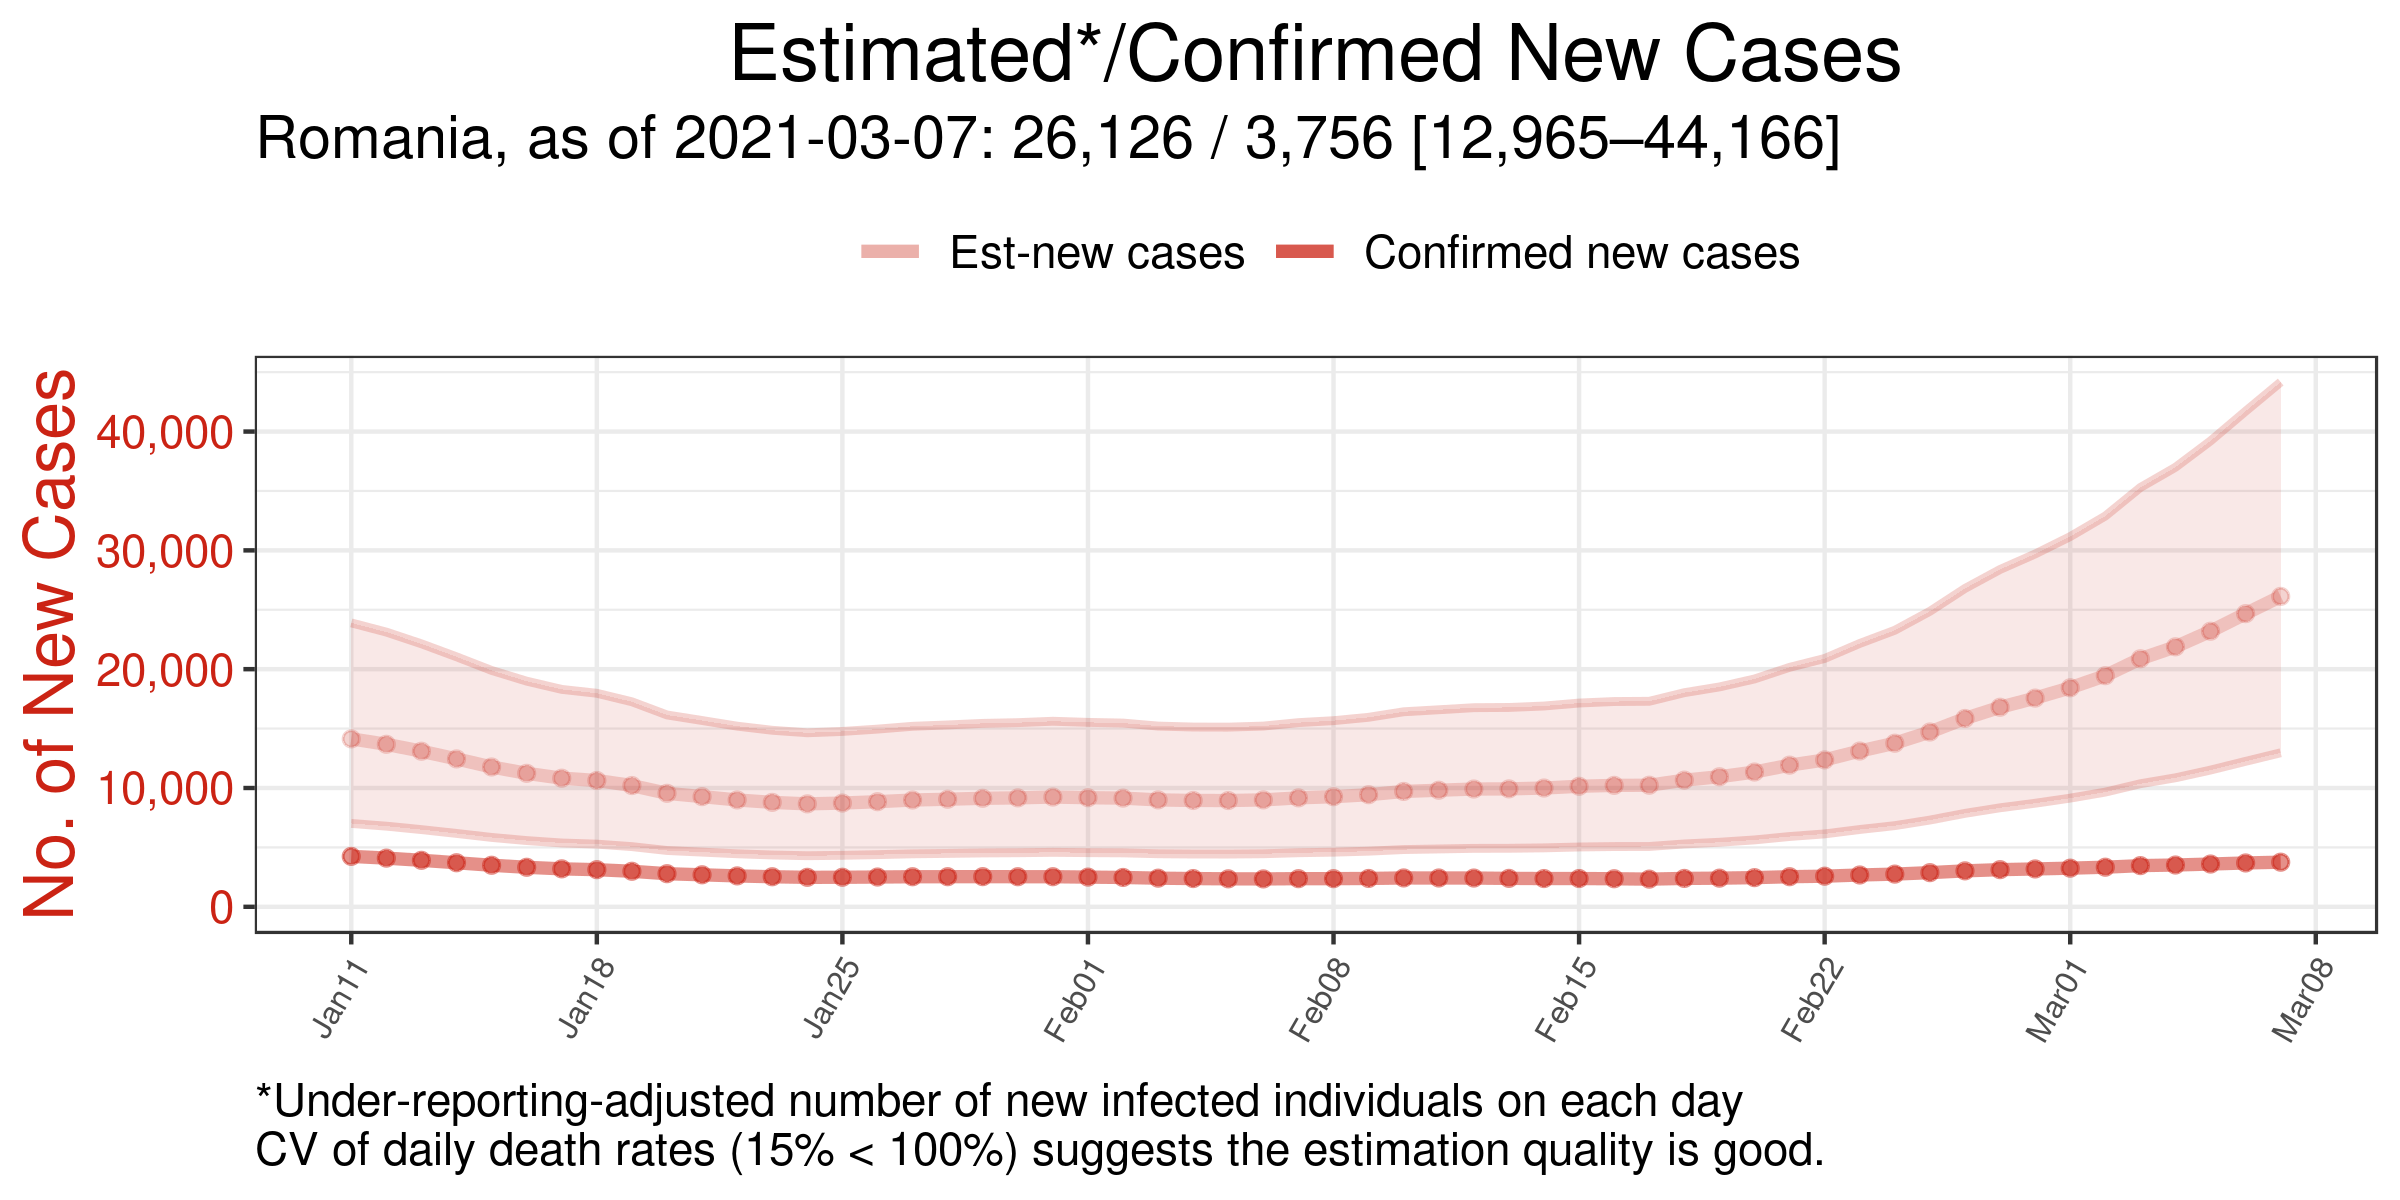 Estimated*/Confirmed New Cases
Romania, as of 2021-03-07: 26,126 / 3,756 [12,965–44,166]
Est-new cases
Confirmed new cases
No. of New Cases
40,000
30,000
20,000
10,000
0
Jan11
Jan18
Jan25
Feb01
Feb08
Feb15
Feb22
Mar01
Mar08
*Under-reporting-adjusted number of new infected individuals on each day
CV of daily death rates (15% < 100%) suggests the estimation quality is good.